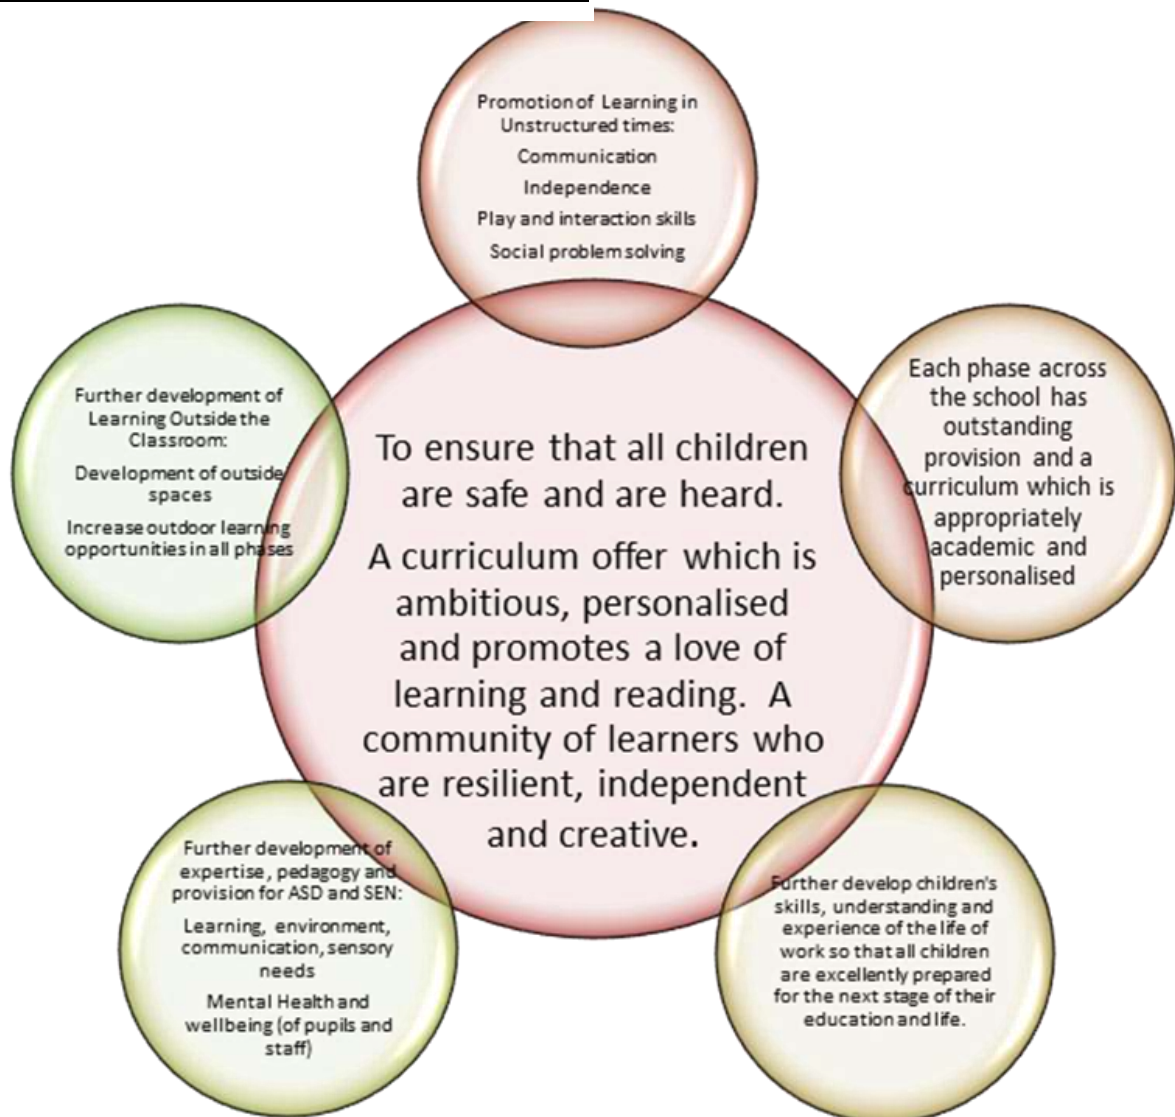 Promotion of Learning in
Unstructured times:
Communication
Independence
Play and interaction skills
Social problem solving
Each phase across
the school has
outstanding
provision and a
curriculum which is
appropriately
academic and
personalised
Further develop children's
skills, understanding and
experience of the life of
work so that all children
are excellently prepared
for the next stage of their
education and life.
Further development of
expertise, pedagogy and
provision for ASD and SEN:
Learning, environment,
communication, sensory
needs
Mental Health and
wellbeing (of pupils and
staff)
Further development of
Learning Outside the
Classroom:
Development of outside
spaces
Increase outdoor learning
opportunities in all phases
To ensure that all children
are safe and are heard.
A curriculum offer which is
ambitious, personalised
and promotes a love of
learning and reading. A
community of learners who
are resilient, independent
and creative.